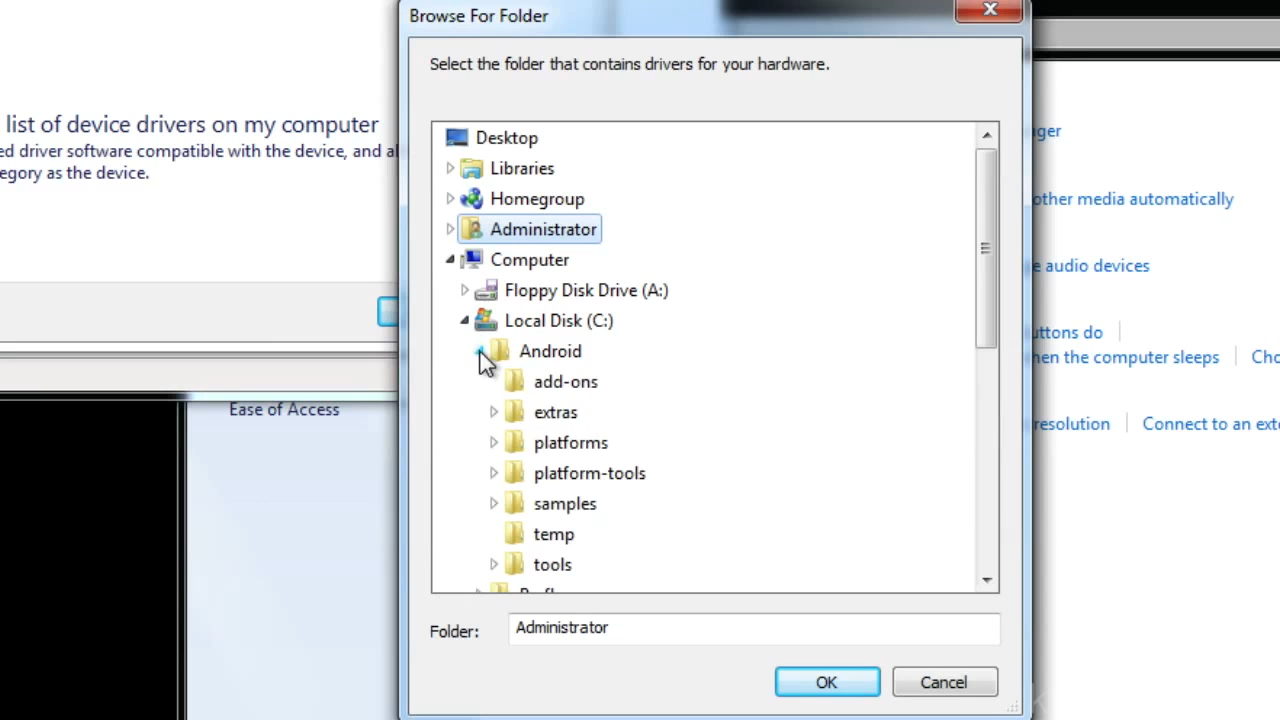 Browse For Folder
Select the folder that contains drivers for your hardware.
list of device drivers on my computer
ed driver software compatible with the device, and al
egory as the device.
Desktop
Libraries
Homegroup
Administrator
Computer
Floppy Disk Drive (A:)
Local Disk (C:)
Android
add-ons
extras
platforms
platform-tools
samples
temp
tools
Folder: Administrator
OK Cancel
Ease of Access
ger
other media automatically
e audio devices
uttons do
hen the computer sleeps Cho
resolution Connect to an exte